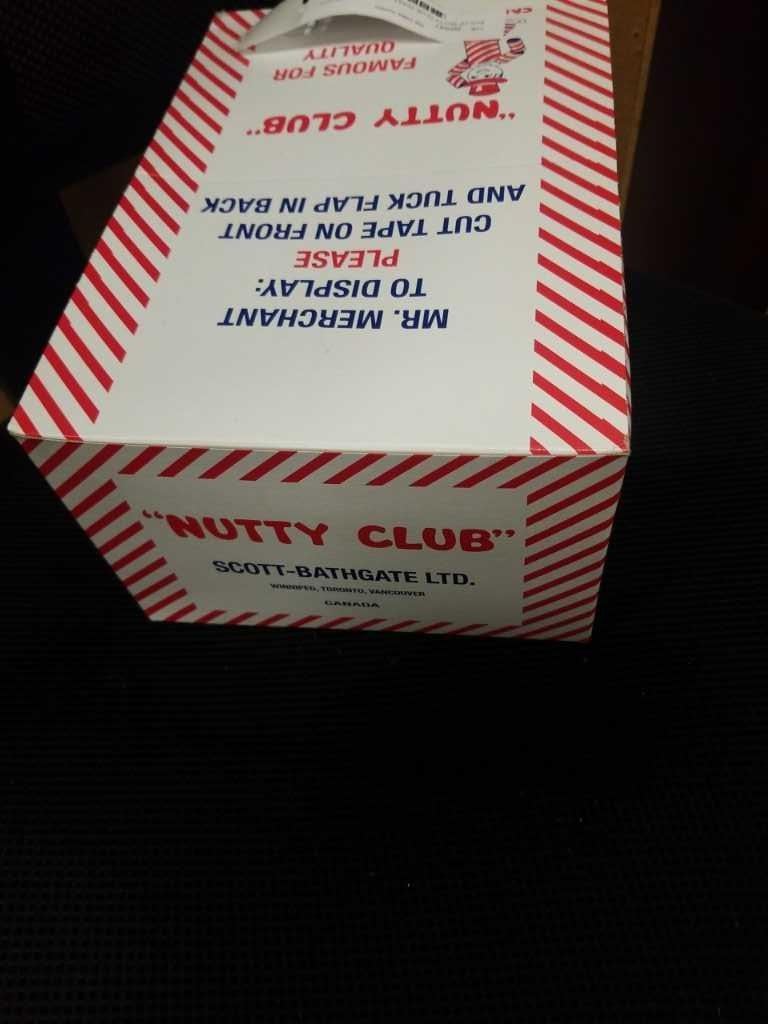 "NUTTY CLUB"
FAMOUS FOR
QUALITY
MR. MERCHANT
TO DISPLAY:
PLEASE
CUT TAPE ON FRONT
AND TUCK FLAP IN BACK
"NUTTY CLUB"
SCOTT-BATHGATE LTD.
WINNIPEG, TORONTO, VANCOUVER
CANADA